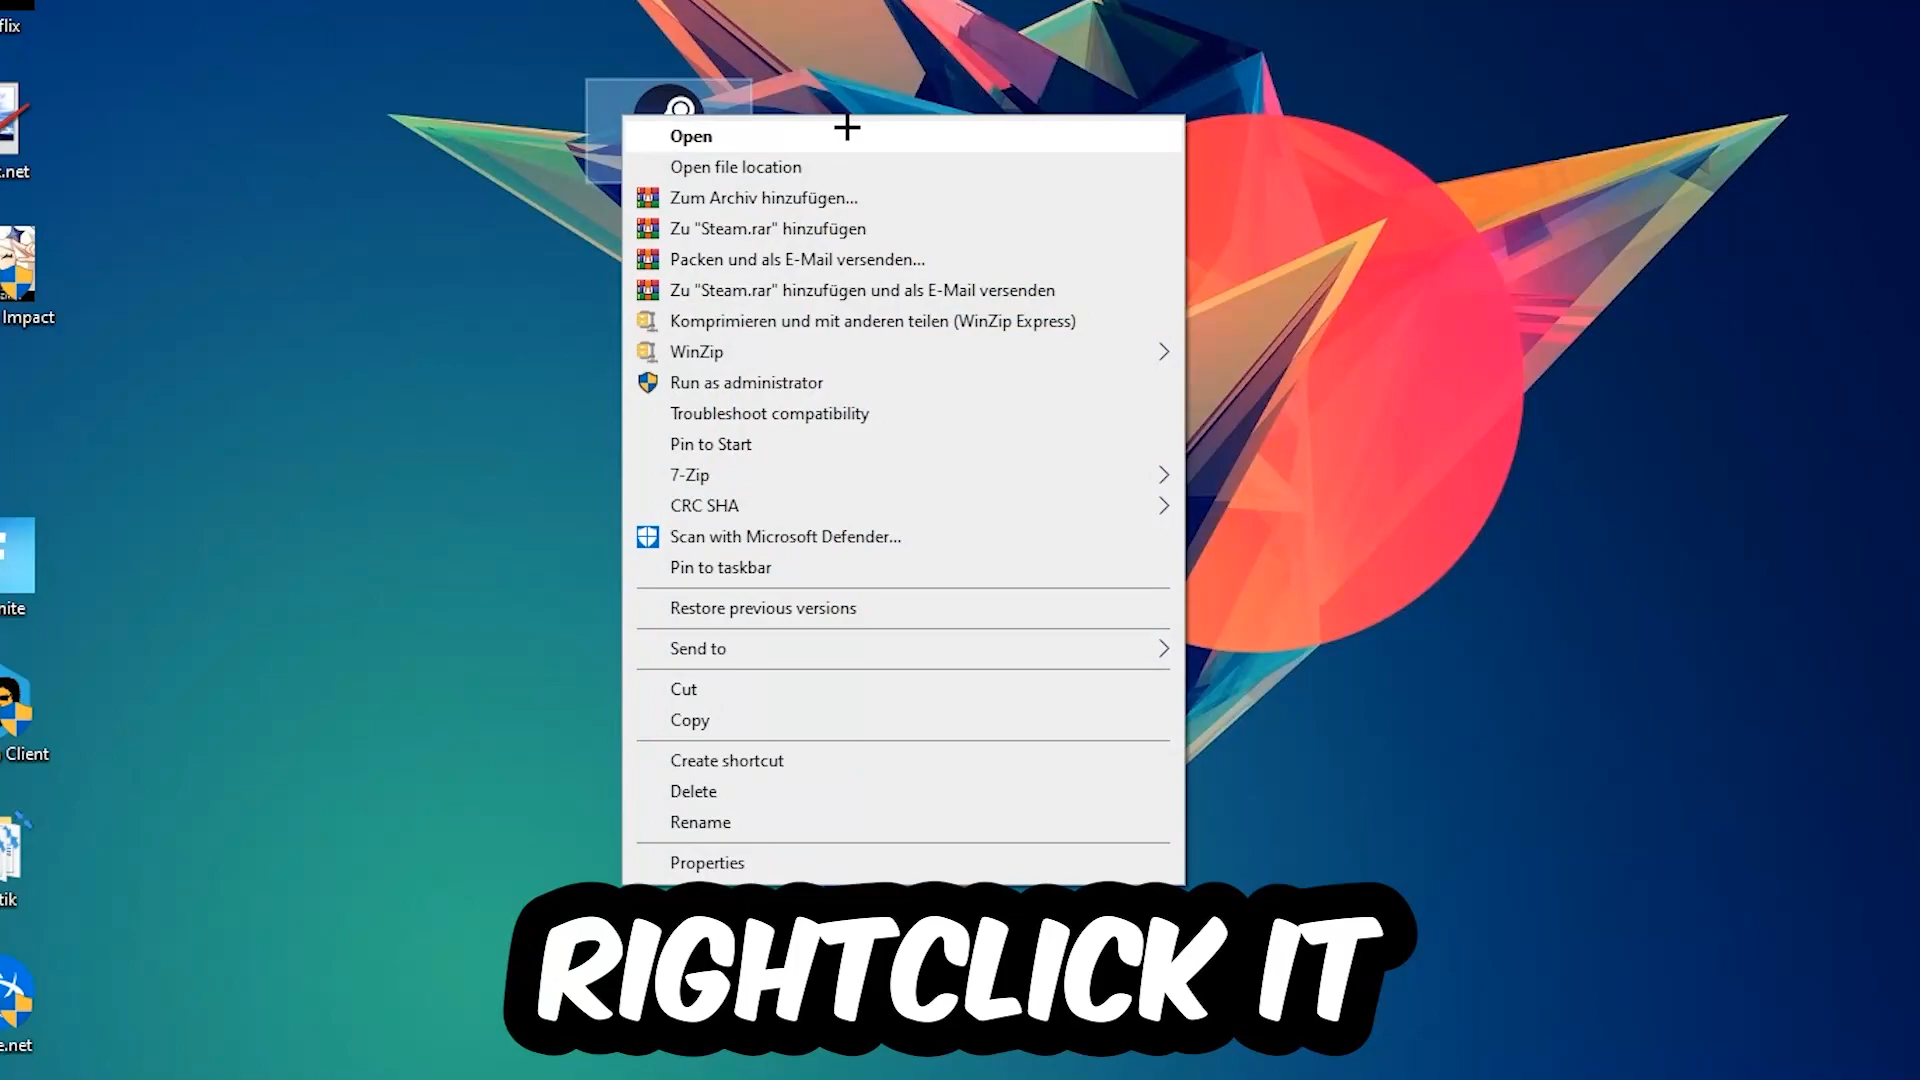 flix
.net
Impact
nite
Client
tik
e.net
Open
Open file location
Zum Archiv hinzufügen...
Zu "Steam.rar" hinzufügen
Packen und als E-Mail versenden...
Zu "Steam.rar" hinzufügen und als E-Mail versenden
Komprimieren und mit anderen teilen (WinZip Express)
WinZip
Run as administrator
Troubleshoot compatibility
Pin to Start
7-Zip
CRC SHA
Scan with Microsoft Defender...
Pin to taskbar
Restore previous versions
Send to
Cut
Copy
Create shortcut
Delete
Rename
Properties
RIGHTCLICK IT